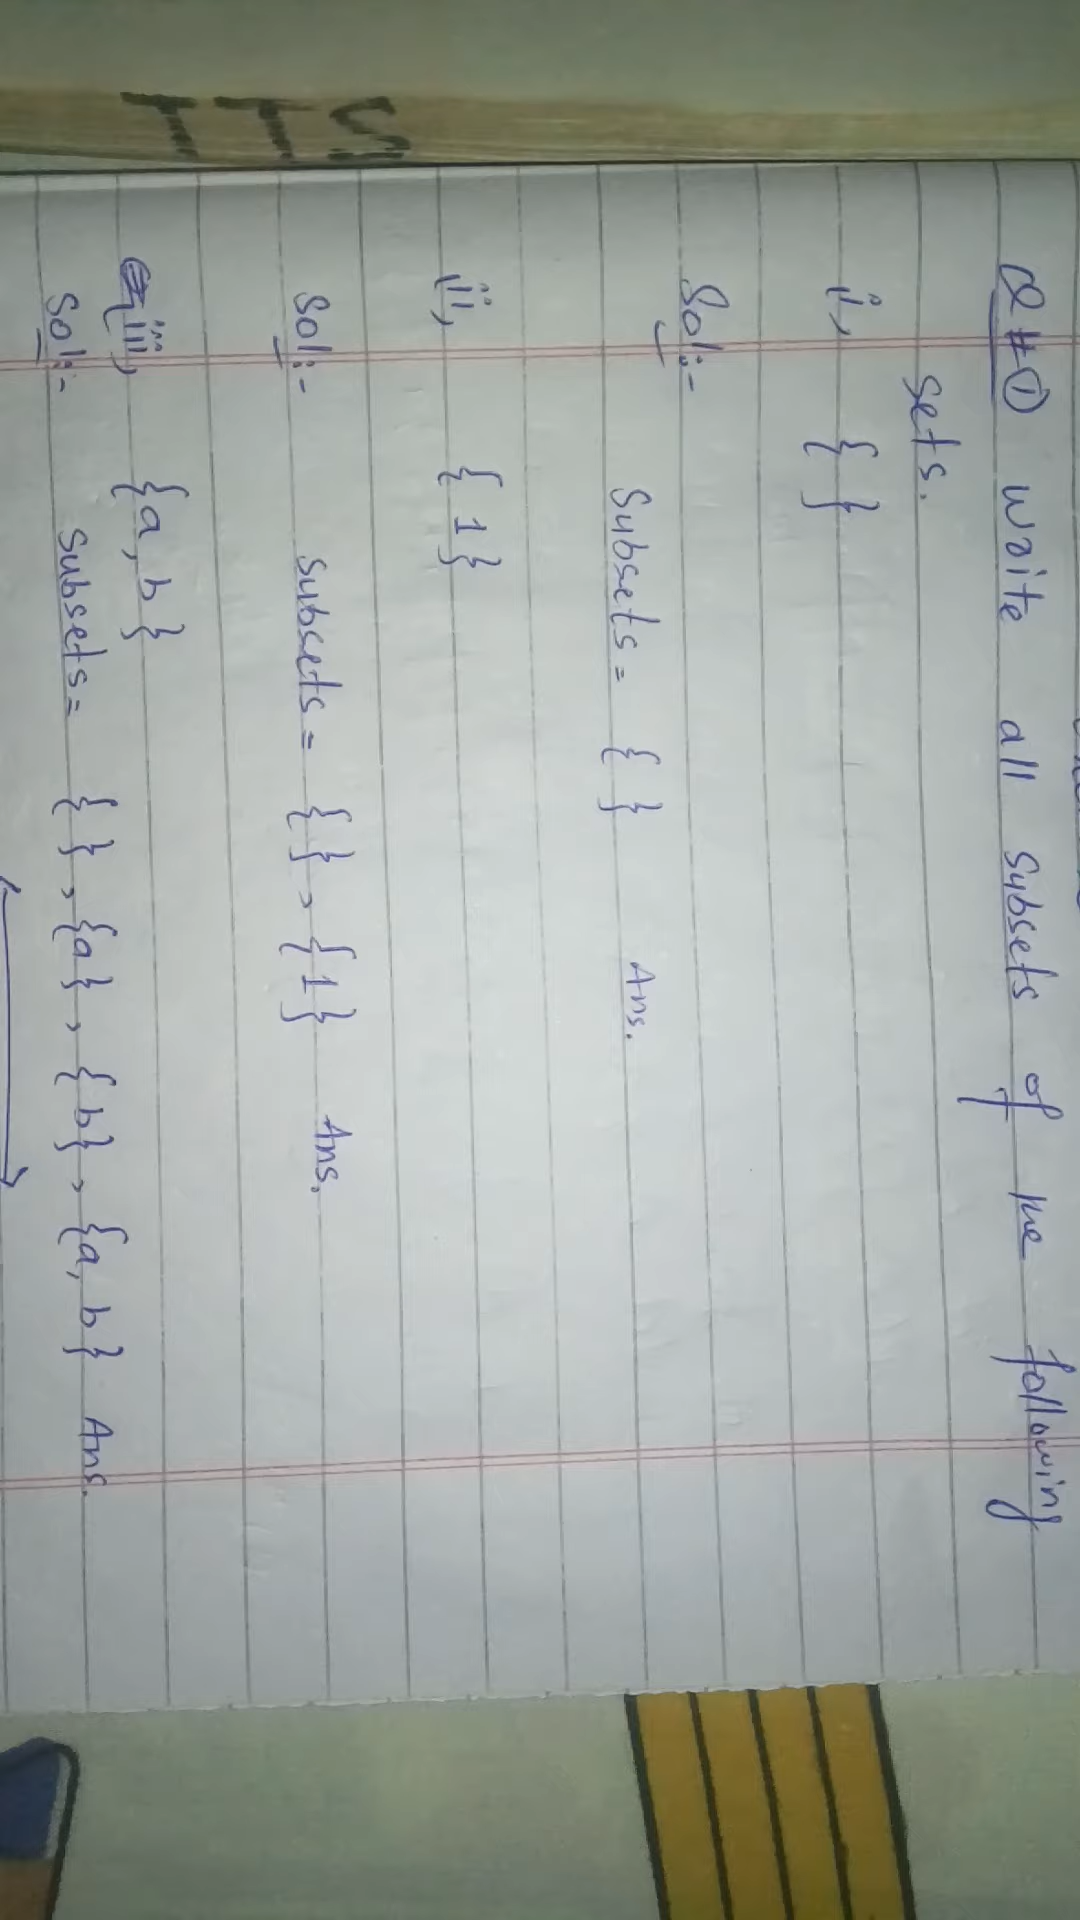 Q#① write all subsets of the following
sets.
i, { }
Sol:-
Subsets = { } Ans.
ii, { 1 }
Sol:-
Subsets = { } , { 1 } Ans.
iii, {a, b}
Sol:-
Subsets = { } , {a} , {b} , {a, b} Ans.
TTS